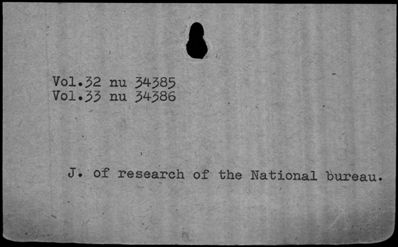 Vol.32 nu 34385
Vol.33 nu 34386
J. of research of the National bureau.